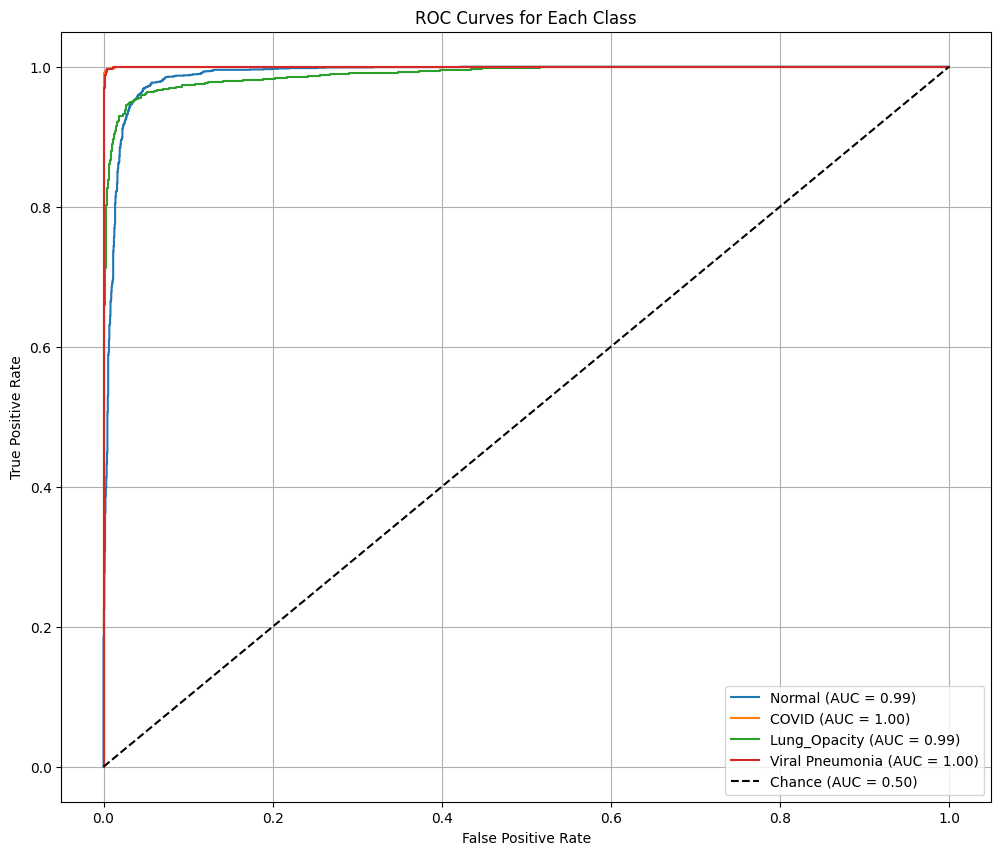 ROC Curves for Each Class
True Positive Rate
1.0
0.8
0.6
0.4
0.2
0.0
Normal (AUC = 0.99)
COVID (AUC = 1.00)
Lung_Opacity (AUC = 0.99)
Viral Pneumonia (AUC = 1.00)
Chance (AUC = 0.50)
0.0 0.2 0.4 0.6 0.8 1.0
False Positive Rate